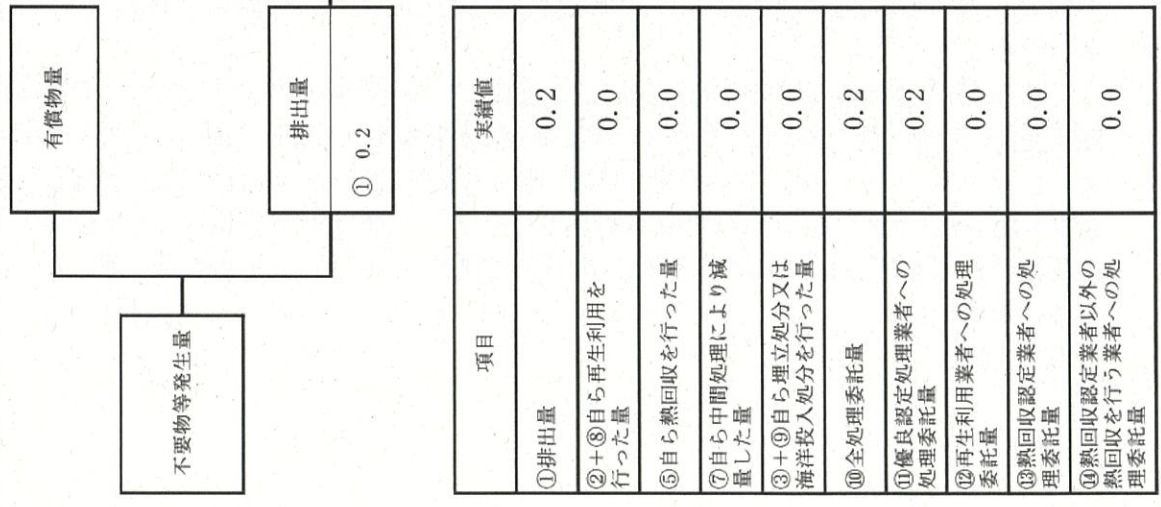 不要物等発生量
有償物量
排出量
① 0.2
項目
実績値
①排出量
0.2
②+⑧自ら再生利用を
行った量
0.0
⑤自ら熱回収を行った量
0.0
⑦自ら中間処理により減
量した量
0.0
③+⑨自ら埋立処分又は
海洋投入処分を行った量
0.0
⑩全処理委託量
0.2
⑪優良認定処理業者への
処理委託量
0.2
⑫再生利用業者への処理
委託量
0.0
⑬熱回収認定業者への処
理委託量
0.0
⑭熱回収認定業者以外の
熱回収を行う業者への処
理委託量
0.0